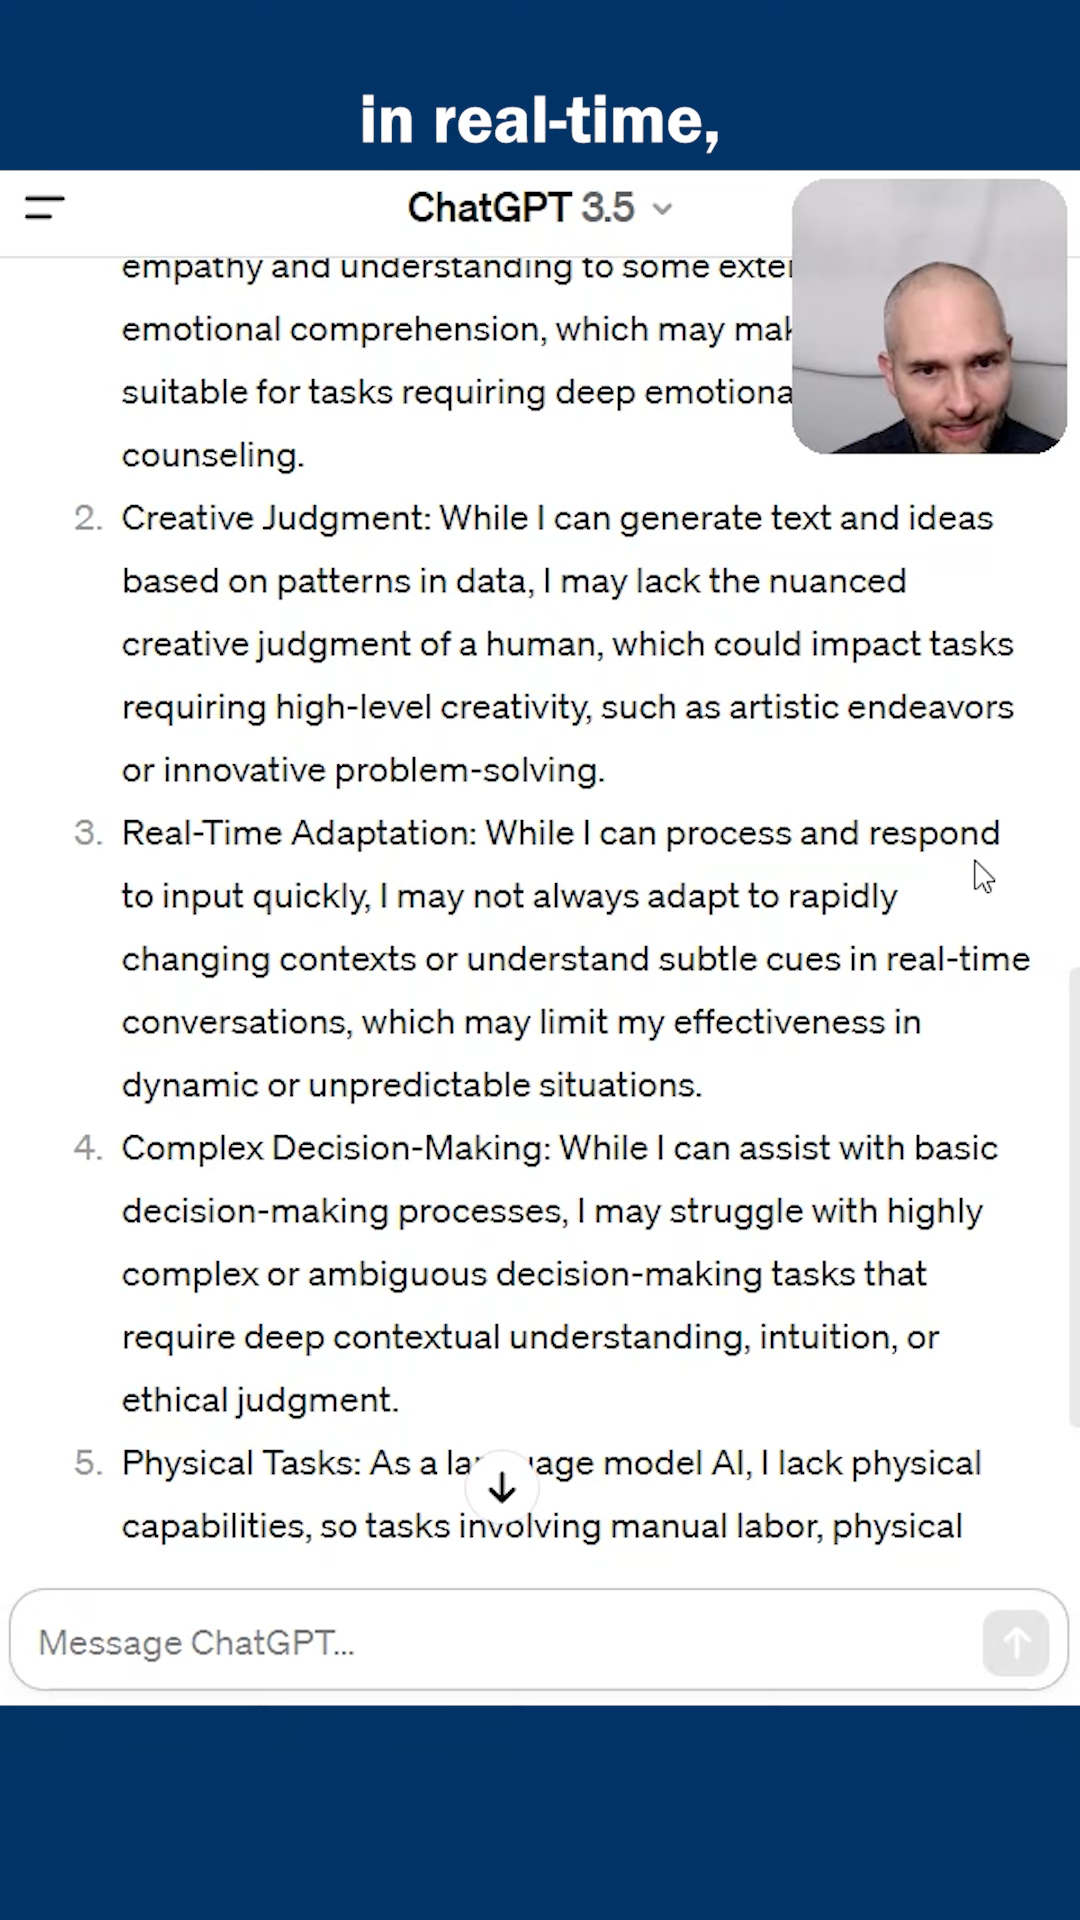 in real-time,
ChatGPT 3.5
empathy and understanding to some
emotional comprehension, which may
suitable for tasks requiring deep
counseling.
2. Creative Judgment: While I can generate text and ideas
based on patterns in data, I may lack the nuanced
creative judgment of a human, which could impact tasks
requiring high-level creativity, such as artistic endeavors
or innovative problem-solving.
3. Real-Time Adaptation: While I can process and respond
to input quickly, I may not always adapt to rapidly
changing contexts or understand subtle cues in real-time
conversations, which may limit my effectiveness in
dynamic or unpredictable situations.
4. Complex Decision-Making: While I can assist with basic
decision-making processes, I may struggle with highly
complex or ambiguous decision-making tasks that
require deep contextual understanding, intuition, or
ethical judgment.
5. Physical Tasks: As a language model AI, I lack physical
capabilities, so tasks involving manual labor, physical
Message ChatGPT...